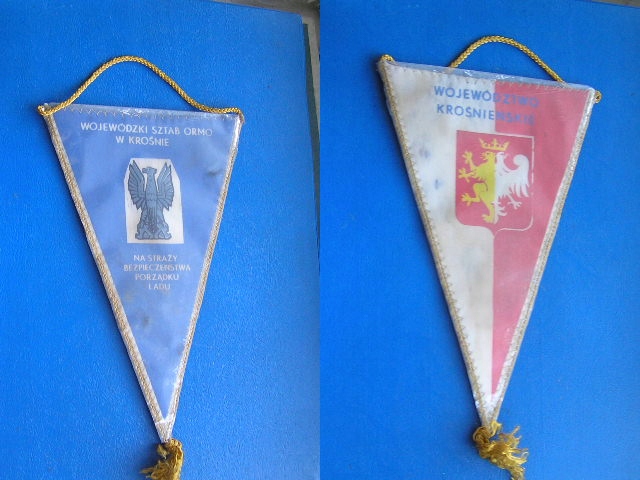 WOJEWÓDZKI SZTAB ORMO
W KROŚNIE
NA STRAŻY
BEZPIECZEŃSTWA
PORZĄDKU
ŁADU
WOJEWÓDZTWO
KROŚNIEŃSKIE